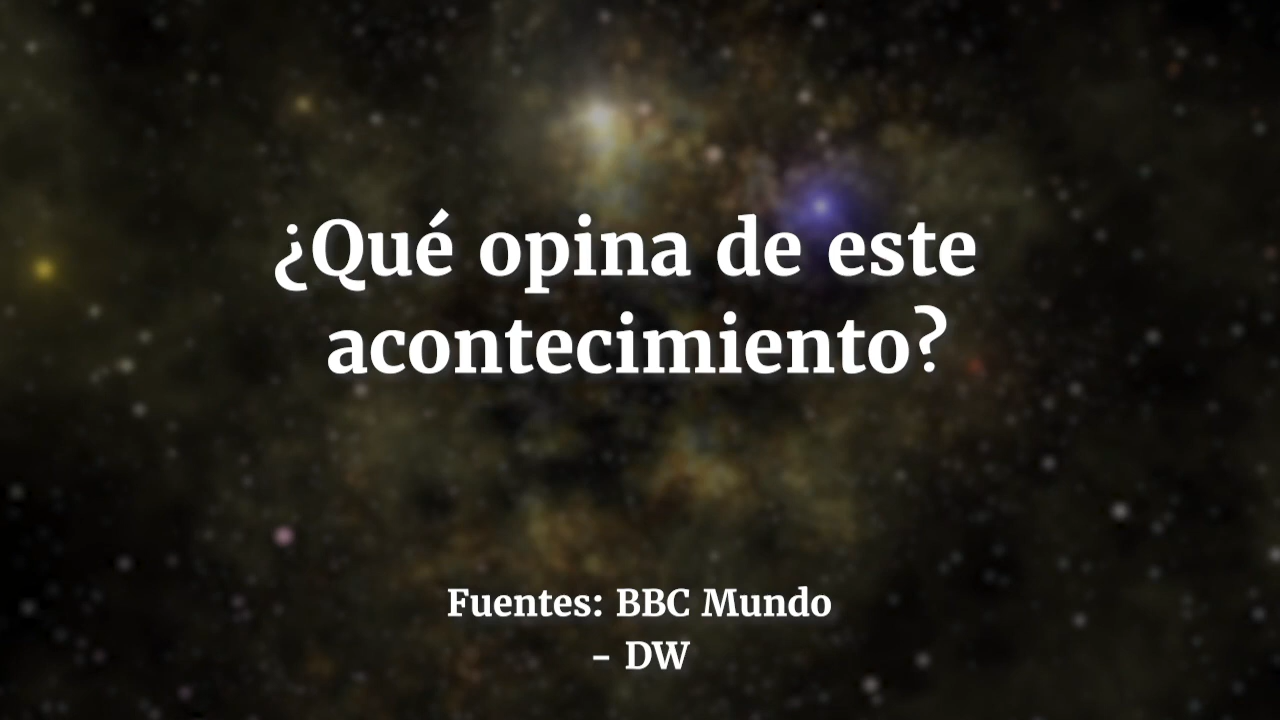 ¿Qué opina de este
acontecimiento?
Fuentes: BBC Mundo
- DW